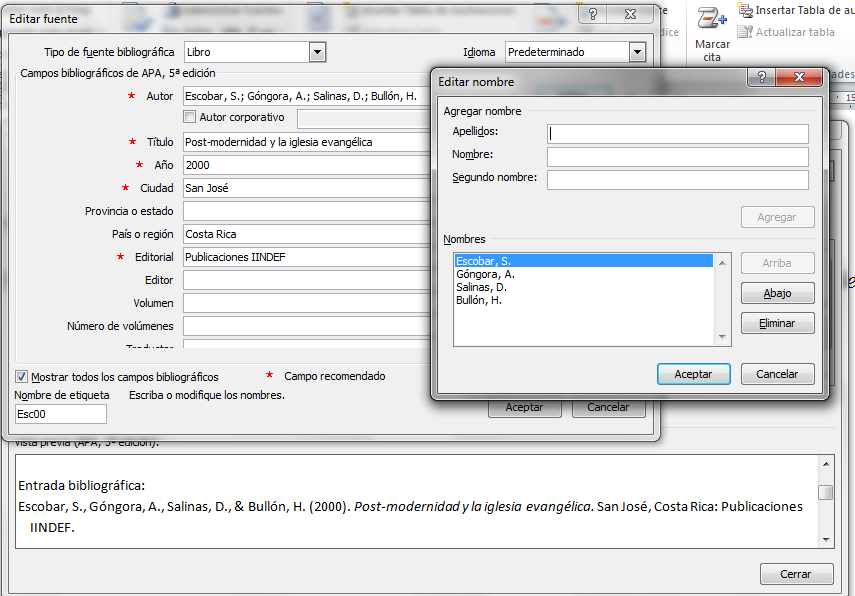 Editar fuente
Tipo de fuente bibliográfica Libro Idioma Predeterminado
Campos bibliográficos de APA, 5ª edición
* Autor Escobar, S.; Góngora, A.; Salinas, D.; Bullón, H.
Autor corporativo
* Título Post-modernidad y la iglesia evangélica
* Año 2000
* Ciudad San José
Provincia o estado
País o región Costa Rica
* Editorial Publicaciones IINDEF
Editor
Volumen
Número de volúmenes
Traductor
Mostrar todos los campos bibliográficos * Campo recomendado
Nombre de etiqueta Escriba o modifique los nombres.
Esc00
Aceptar Cancelar
Editar nombre
Agregar nombre
Apellidos:
Nombre:
Segundo nombre:
Agregar
Nombres
Escobar, S.
Góngora, A.
Salinas, D.
Bullón, H.
Arriba
Abajo
Eliminar
Aceptar Cancelar
Insertar Tabla de au
Actualizar tabla
Marcar
cita
dice
ades
15
Vista previa (APA, 5ª edición):
Entrada bibliográfica:
Escobar, S., Góngora, A., Salinas, D., & Bullón, H. (2000). Post-modernidad y la iglesia evangélica. San José, Costa Rica: Publicaciones
IINDEF.
Cerrar